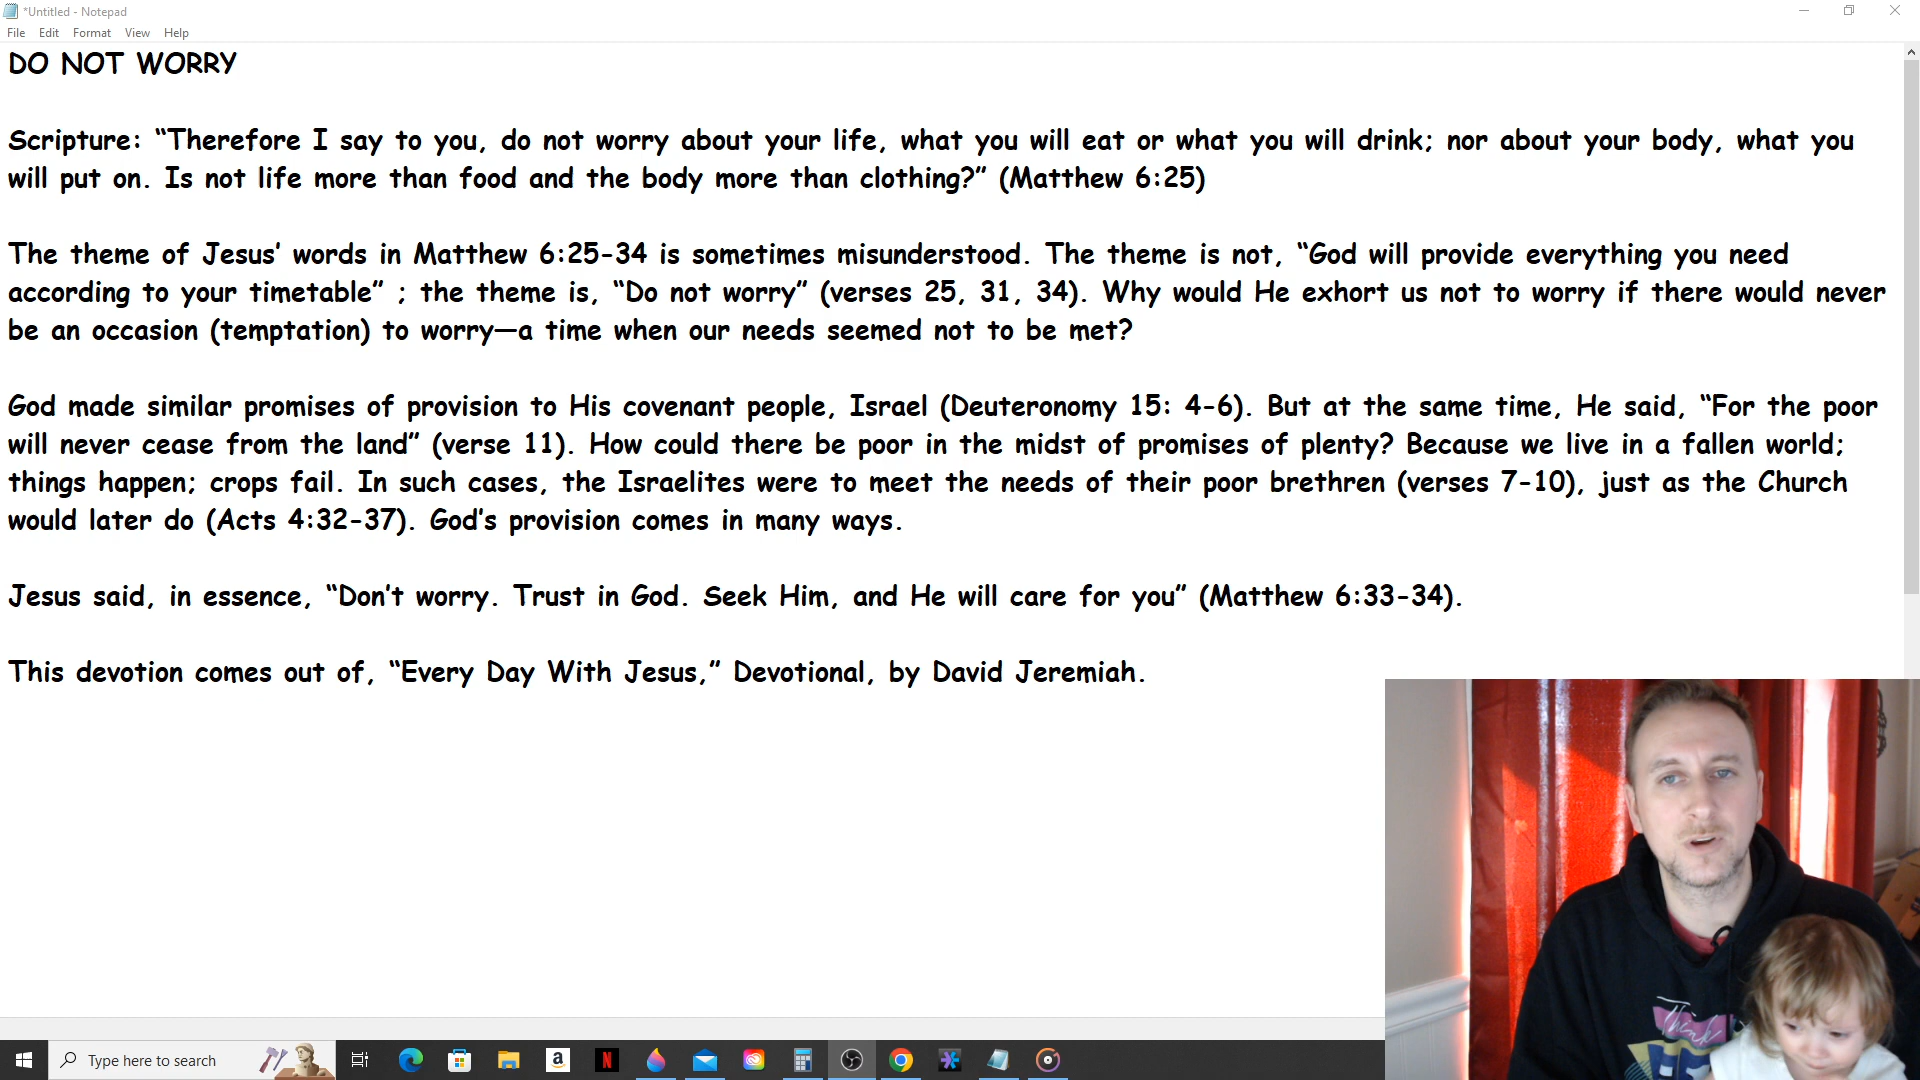 *Untitled - Notepad
File Edit Format View Help
DO NOT WORRY
Scripture: “Therefore I say to you, do not worry about your life, what you will eat or what you will drink; nor about your body, what you
will put on. Is not life more than food and the body more than clothing?” (Matthew 6:25)
The theme of Jesus’ words in Matthew 6:25-34 is sometimes misunderstood. The theme is not, “God will provide everything you need
according to your timetable” ; the theme is, “Do not worry” (verses 25, 31, 34). Why would He exhort us not to worry if there would never
be an occasion (temptation) to worry—a time when our needs seemed not to be met?
God made similar promises of provision to His covenant people, Israel (Deuteronomy 15: 4-6). But at the same time, He said, “For the poor
will never cease from the land” (verse 11). How could there be poor in the midst of promises of plenty? Because we live in a fallen world;
things happen; crops fail. In such cases, the Israelites were to meet the needs of their poor brethren (verses 7-10), just as the Church
would later do (Acts 4:32-37). God’s provision comes in many ways.
Jesus said, in essence, “Don’t worry. Trust in God. Seek Him, and He will care for you” (Matthew 6:33-34).
This devotion comes out of, “Every Day With Jesus,” Devotional, by David Jeremiah.
Type here to search
a
N